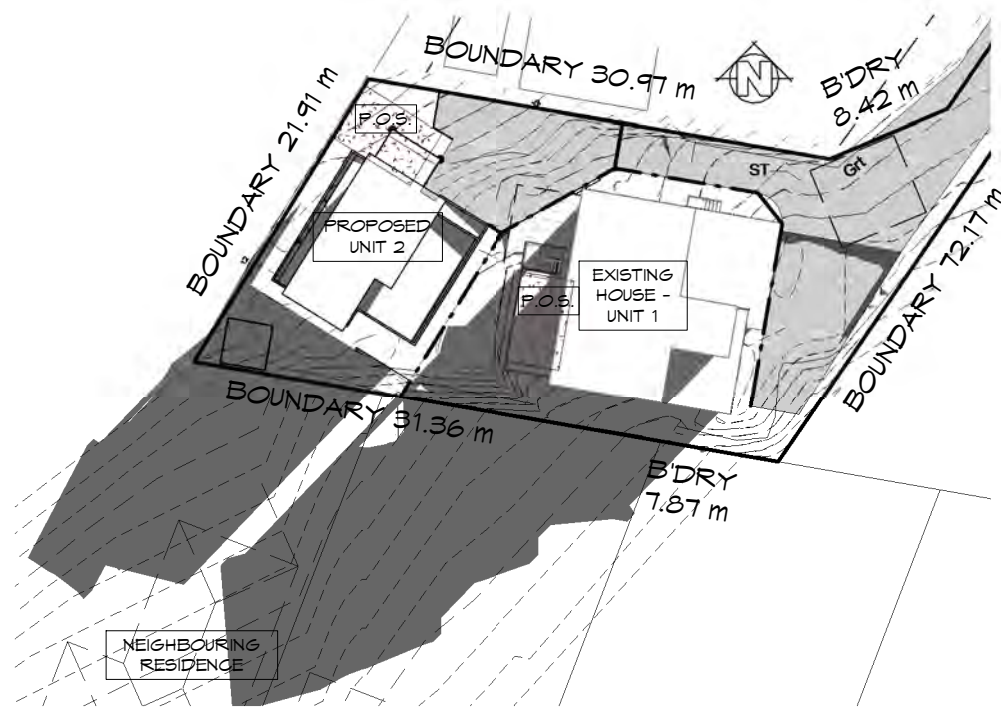 BOUNDARY 30.97 m
N
B'DRY
8.42 m
BOUNDARY 21.91 m
P.O.S.
ST
Grt
PROPOSED
UNIT 2
EXISTING
HOUSE -
UNIT 1
P.O.S.
BOUNDARY 72.17 m
BOUNDARY 31.36 m
B'DRY
7.87 m
NEIGHBOURING
RESIDENCE